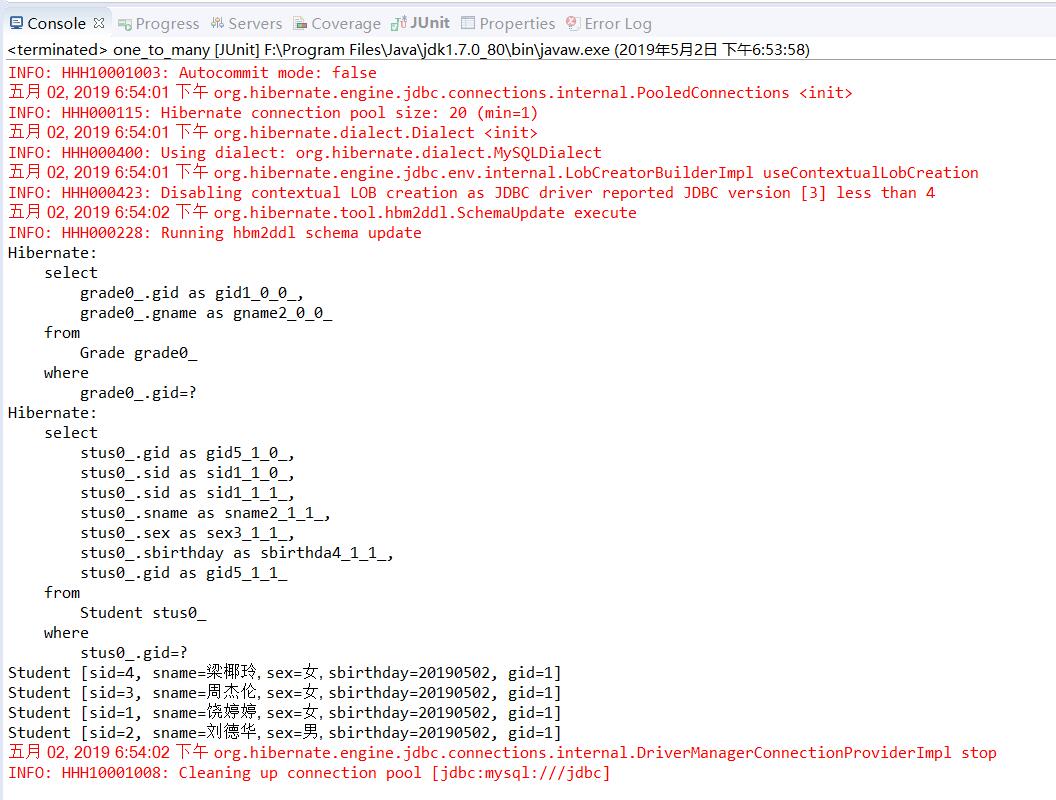 Console Progress Servers Coverage JUnit Properties Error Log
<terminated> one_to_many [JUnit] F:\Program Files\Java\jdk1.7.0_80\bin\javaw.exe (2019年5月2日 下午6:53:58)
INFO: HHH10001003: Autocommit mode: false
五月 02, 2019 6:54:01 下午 org.hibernate.engine.jdbc.connections.internal.PooledConnections <init>
INFO: HHH000115: Hibernate connection pool size: 20 (min=1)
五月 02, 2019 6:54:01 下午 org.hibernate.dialect.Dialect <init>
INFO: HHH000400: Using dialect: org.hibernate.dialect.MySQLDialect
五月 02, 2019 6:54:01 下午 org.hibernate.engine.jdbc.env.internal.LobCreatorBuilderImpl useContextualLobCreation
INFO: HHH000423: Disabling contextual LOB creation as JDBC driver reported JDBC version [3] less than 4
五月 02, 2019 6:54:02 下午 org.hibernate.tool.hbm2ddl.SchemaUpdate execute
INFO: HHH000228: Running hbm2ddl schema update
Hibernate:
    select
        grade0_.gid as gid1_0_0_,
        grade0_.gname as gname2_0_0_
    from
        Grade grade0_
    where
        grade0_.gid=?
Hibernate:
    select
        stus0_.gid as gid5_1_0_,
        stus0_.sid as sid1_1_0_,
        stus0_.sid as sid1_1_1_,
        stus0_.sname as sname2_1_1_,
        stus0_.sex as sex3_1_1_,
        stus0_.sbirthday as sbirthda4_1_1_,
        stus0_.gid as gid5_1_1_
    from
        Student stus0_
    where
        stus0_.gid=?
Student [sid=4, sname=梁椰玲, sex=女, sbirthday=20190502, gid=1]
Student [sid=3, sname=周杰伦, sex=女, sbirthday=20190502, gid=1]
Student [sid=1, sname=饶婷婷, sex=女, sbirthday=20190502, gid=1]
Student [sid=2, sname=刘德华, sex=男, sbirthday=20190502, gid=1]
五月 02, 2019 6:54:02 下午 org.hibernate.engine.jdbc.connections.internal.DriverManagerConnectionProviderImpl stop
INFO: HHH10001008: Cleaning up connection pool [jdbc:mysql:///jdbc]